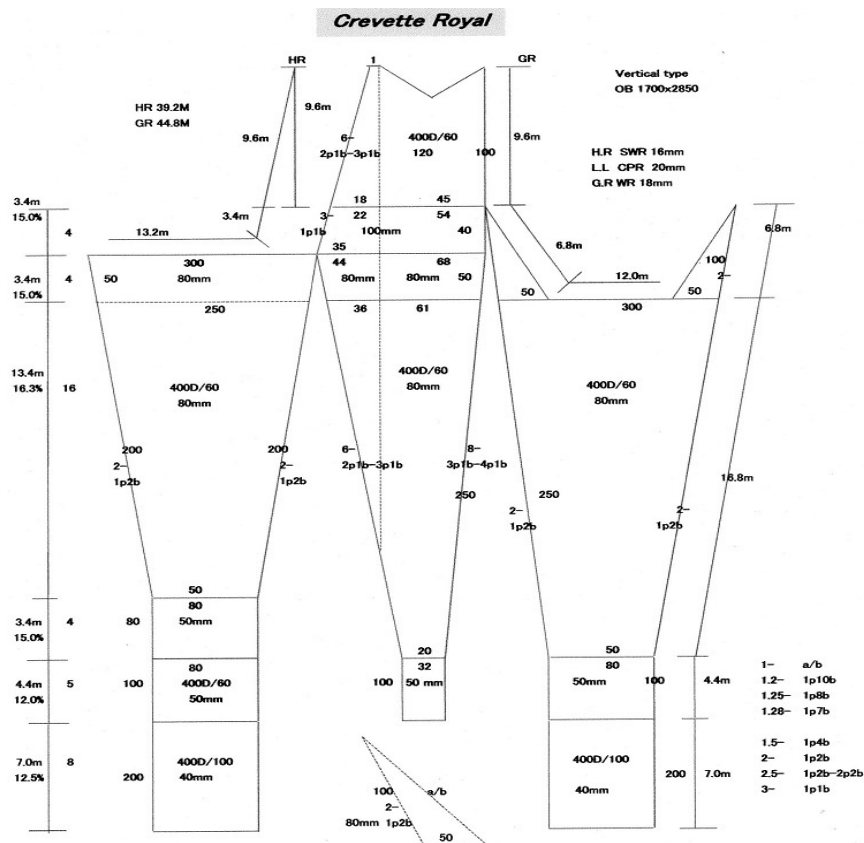 Crevette Royal
HR 1 GR
Vertical type
OB 1700x2850
HR 39.2M
GR 44.8M
9.6m
9.6m
6-
2p1b-3p1b
400D/60
120 100
9.6m
H.R SWR 16mm
L.L CPR 20mm
G.R WR 18mm
3.4m
15.0%
4
13.2m
3.4m
18 45
3- 22 54
1p1b 100mm 40
35
6.8m
12.0m
6.8m
100
2-
50
3.4m
15.0%
4
300
50 80mm
250
44 68
80mm 80mm 50
36 61
50
300
13.4m
16.3%
16
400D/60
80mm
400D/60
80mm
400D/60
80mm
200
2-
1p2b
200
2-
1p2b
6-
2p1b-3p1b
8-
3p1b-4p1b
250
250
2-
1p2b
2-
1p2b
16.8m
50
3.4m
15.0%
4
80
80
50mm
20
32
100 50 mm
50
80
50mm 100
4.4m
4.4m
12.0%
5
100
80
400D/60
50mm
7.0m
12.5%
8
200
400D/100
40mm
400D/100
40mm
200
7.0m
100 a/b
2-
80mm 1p2b
50
1- a/b
1.2- 1p10b
1.25- 1p8b
1.28- 1p7b
1.5- 1p4b
2- 1p2b
2.5- 1p2b-2p2b
3- 1p1b